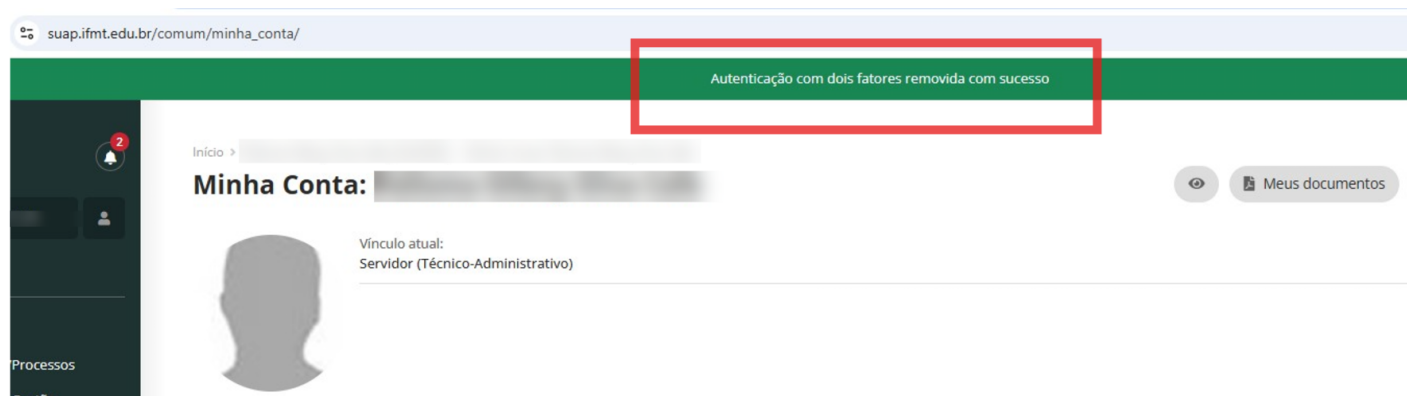 suap.ifmt.edu.br/comum/minha_conta/
Autenticação com dois fatores removida com sucesso
2
Início >
Minha Conta:
Meus documentos
Vínculo atual:
Servidor (Técnico-Administrativo)
/Processos